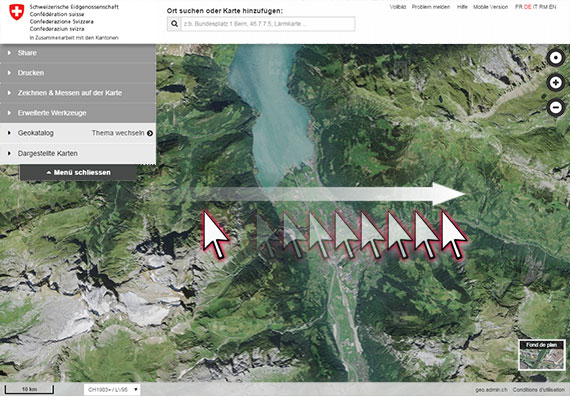 Schweizerische Eidgenossenschaft
Confédération suisse
Confederazione Svizzera
Confederaziun svizra
In Zusammenarbeit mit den Kantonen
Ort suchen oder Karte hinzufügen:
z.B. Bundesplatz 1 Bern, 46.7 7.5, Lärmkarte...
Vollbild Problem melden Hilfe Mobile Version FR DE IT RM EN
Share
Drucken
Zeichnen & Messen auf der Karte
Erweiterte Werkzeuge
Geokatalog Thema wechseln
Dargestellte Karten
Menü schliessen
Fond de plan
10 km CH1903+ / LV95 geo.admin.ch Conditions d'utilisation